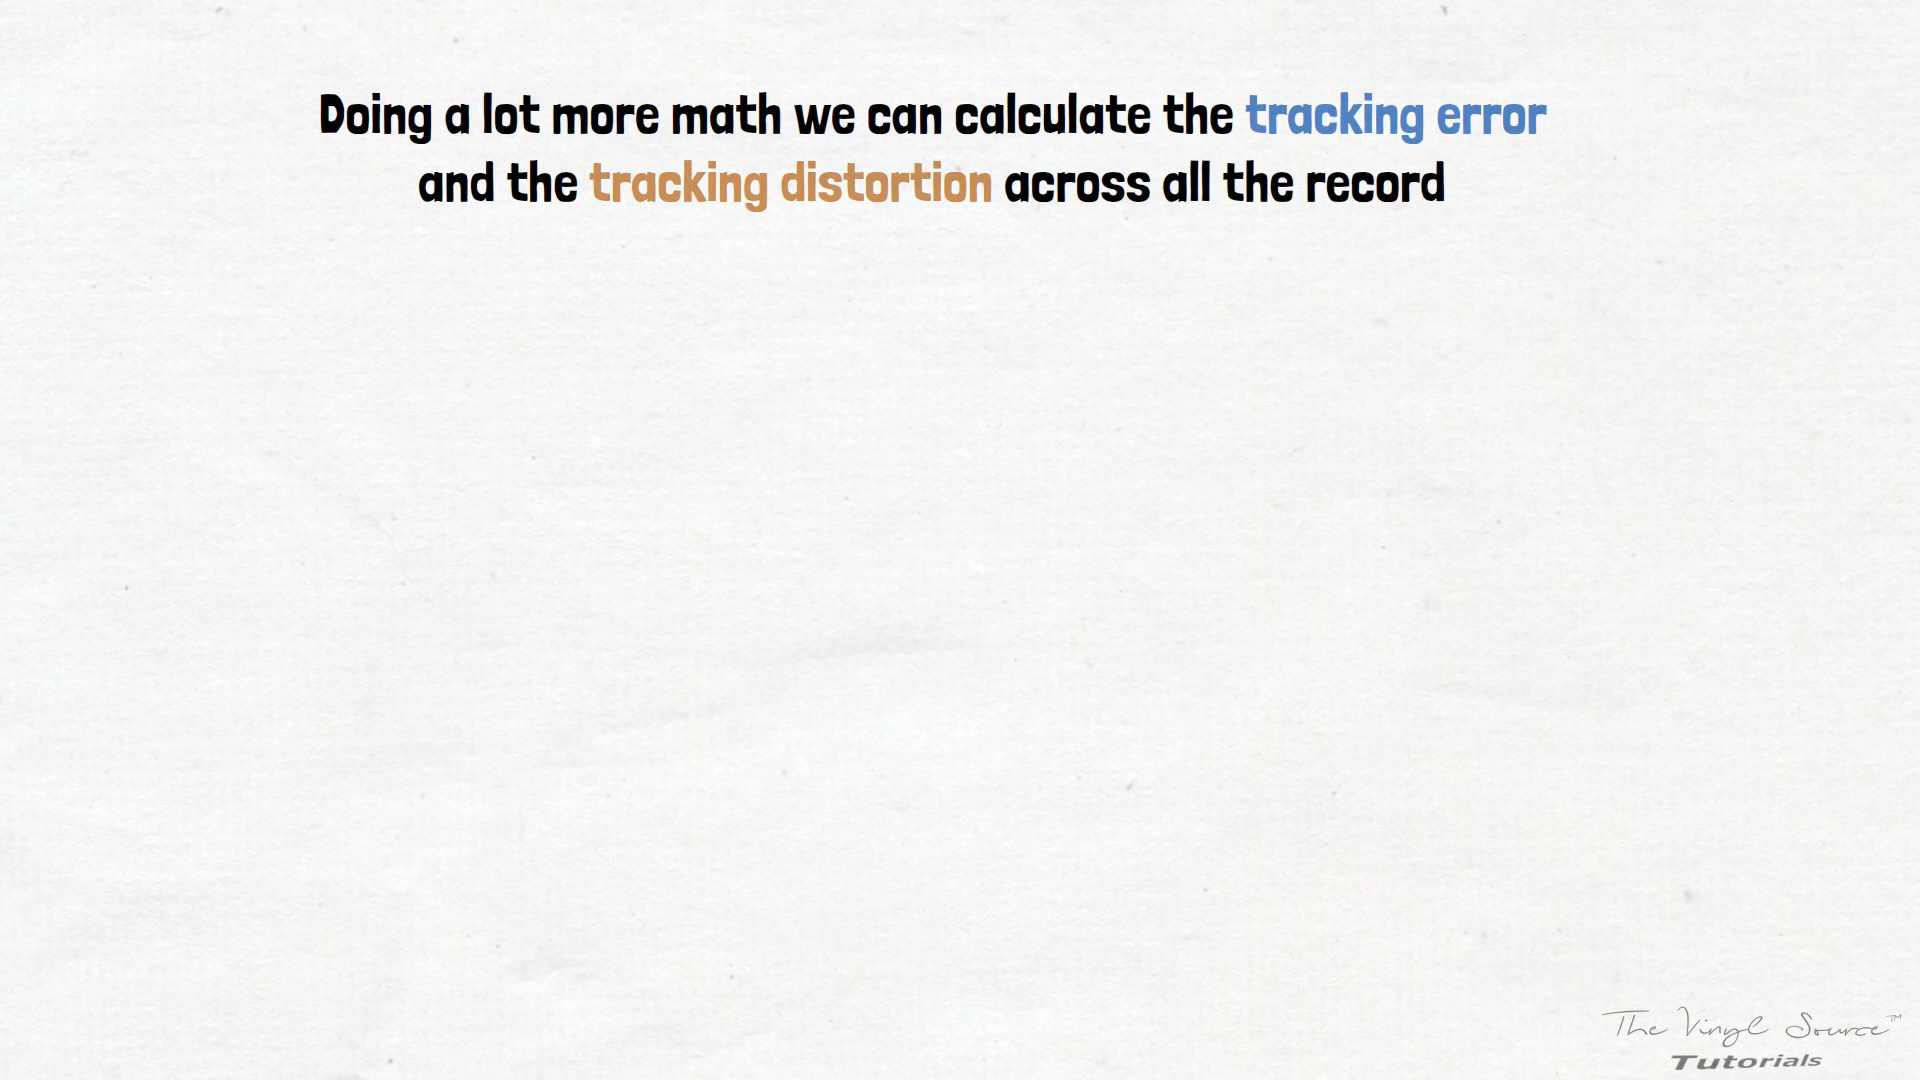 Doing a lot more math we can calculate the tracking error
and the tracking distortion across all the record
The Vinyl Source™
Tutorials